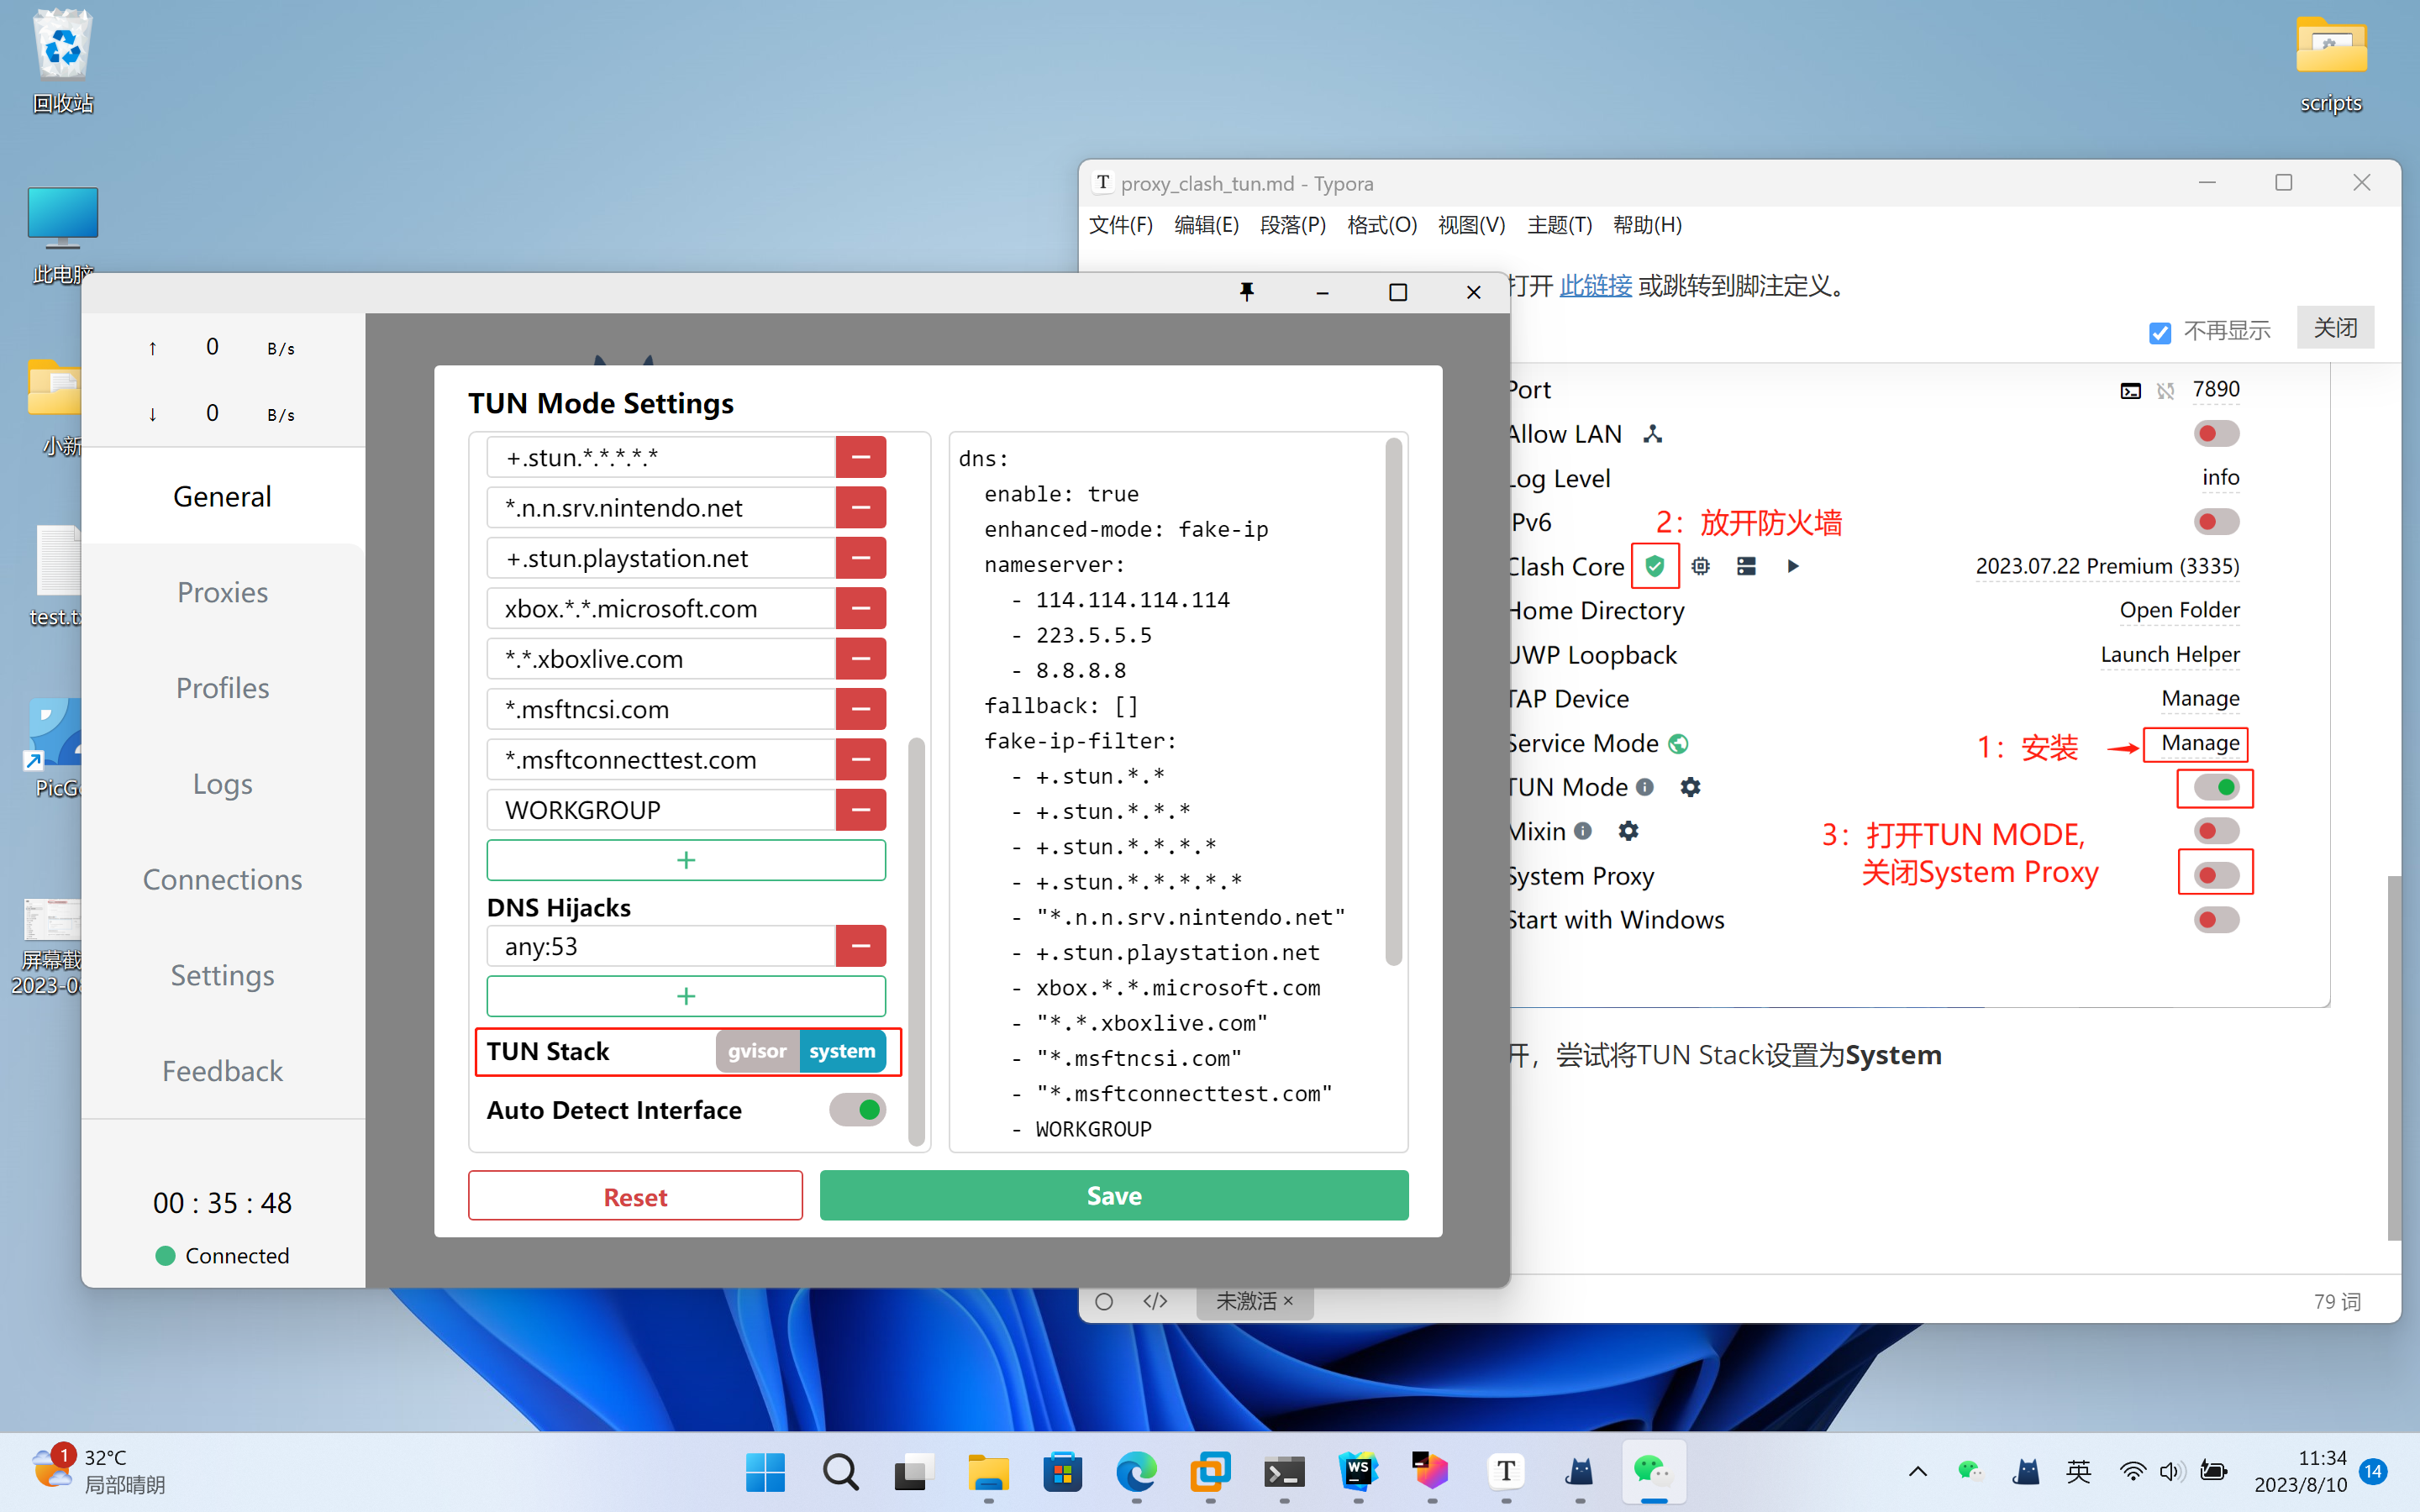 回收站
此电脑
小新
test.tx
PicG
屏幕截
2023-0
scripts
proxy_clash_tun.md - Typora
文件(F) 编辑(E) 段落(P) 格式(O) 视图(V) 主题(T) 帮助(H)
打开 此链接 或跳转到脚注定义。
不再显示 关闭
Port 7890
Allow LAN
Log Level info
IPv6 2：放开防火墙
Clash Core 2023.07.22 Premium (3335)
Home Directory Open Folder
UWP Loopback Launch Helper
TAP Device Manage
Service Mode 1：安装 Manage
TUN Mode
Mixin 3：打开TUN MODE,
关闭System Proxy
System Proxy
Start with Windows
开，尝试将TUN Stack设置为System
</> 未激活 × 79 词
↑ 0 B/s
↓ 0 B/s
General
Proxies
Profiles
Logs
Connections
Settings
Feedback
00 : 35 : 48
Connected
TUN Mode Settings
+.stun.*.*.*.*.*
*.n.n.srv.nintendo.net
+.stun.playstation.net
xbox.*.*.microsoft.com
*.*.xboxlive.com
*.msftncsi.com
*.msftconnecttest.com
WORKGROUP
+
DNS Hijacks
any:53
+
TUN Stack gvisor system
Auto Detect Interface
dns:
enable: true
enhanced-mode: fake-ip
nameserver:
- 114.114.114.114
- 223.5.5.5
- 8.8.8.8
fallback: []
fake-ip-filter:
- +.stun.*.*
- +.stun.*.*.*
- +.stun.*.*.*.*
- +.stun.*.*.*.*.*
- "*.n.n.srv.nintendo.net"
- +.stun.playstation.net
- xbox.*.*.microsoft.com
- "*.*.xboxlive.com"
- "*.msftncsi.com"
- "*.msftconnecttest.com"
- WORKGROUP
Reset Save
1 32°C
局部晴朗
WS
T
英
11:34
2023/8/10 14